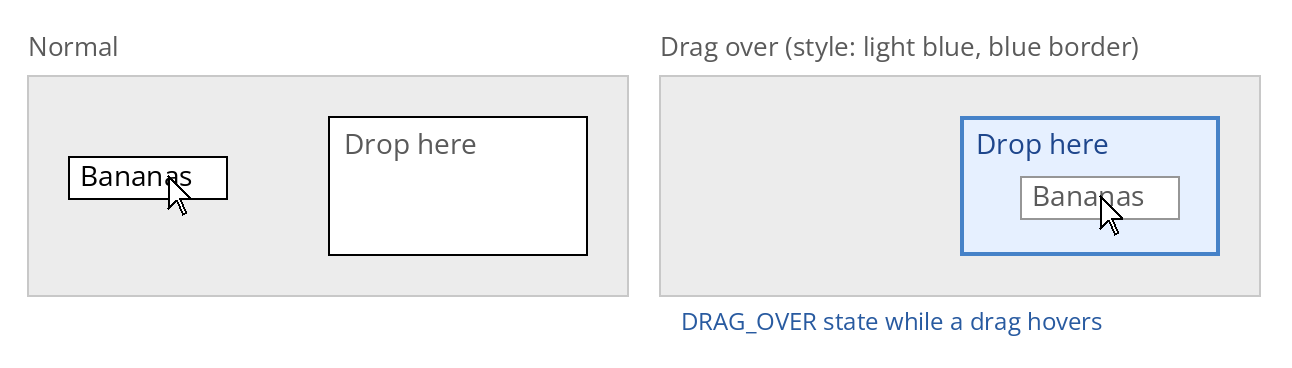 Normal
Bananas
Drop here
Drag over (style: light blue, blue border)
Drop here
Bananas
DRAG_OVER state while a drag hovers